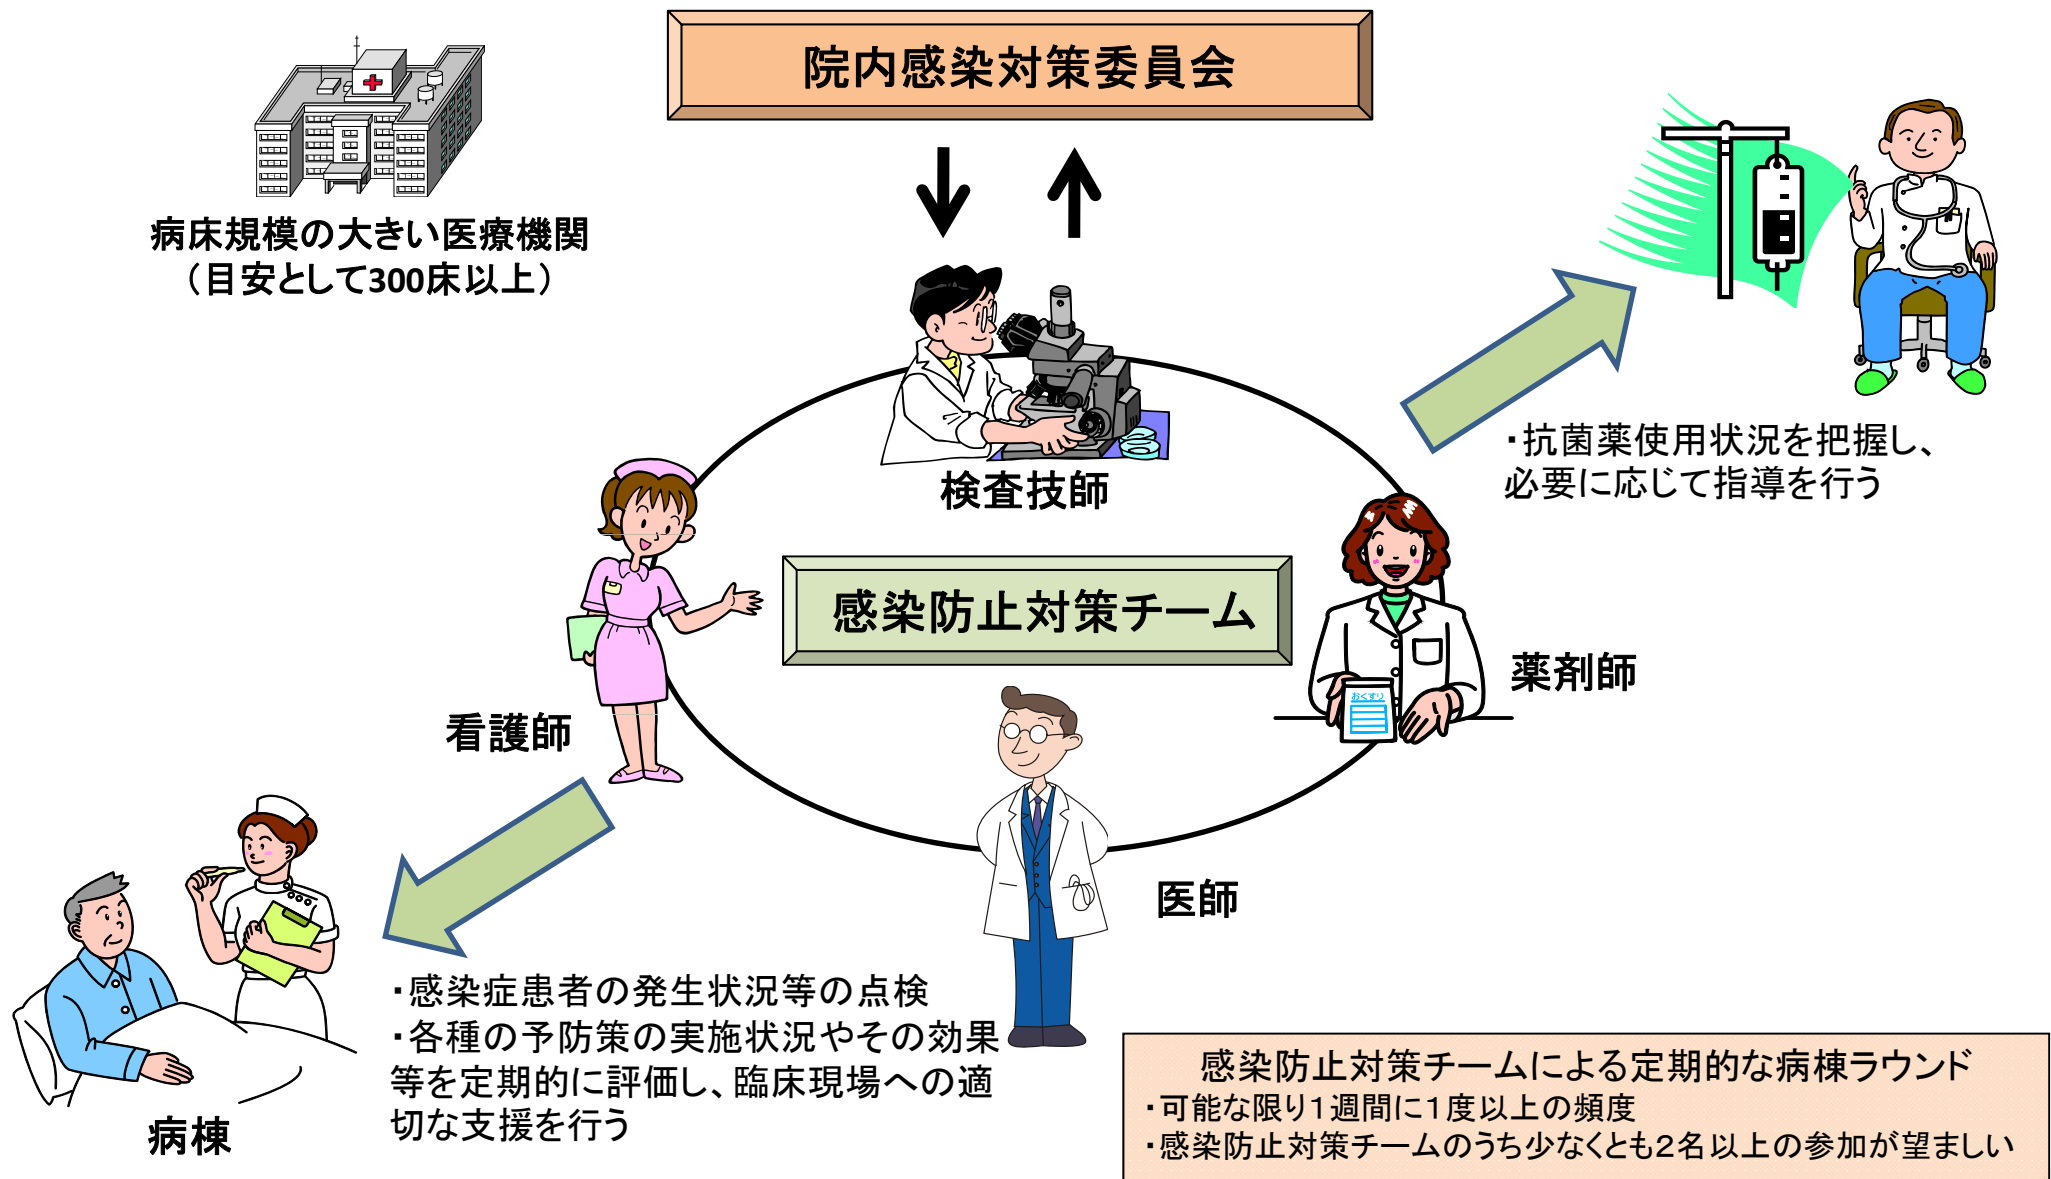 院内感染対策委員会
病床規模の大きい医療機関
（目安として300床以上）
・抗菌薬使用状況を把握し、
必要に応じて指導を行う
検査技師
感染防止対策チーム
おくすり
薬剤師
看護師
医師
・感染症患者の発生状況等の点検
・各種の予防策の実施状況やその効果
等を定期的に評価し、臨床現場への適
切な支援を行う
病棟
感染防止対策チームによる定期的な病棟ラウンド
・可能な限り１週間に１度以上の頻度
・感染防止対策チームのうち少なくとも２名以上の参加が望ましい